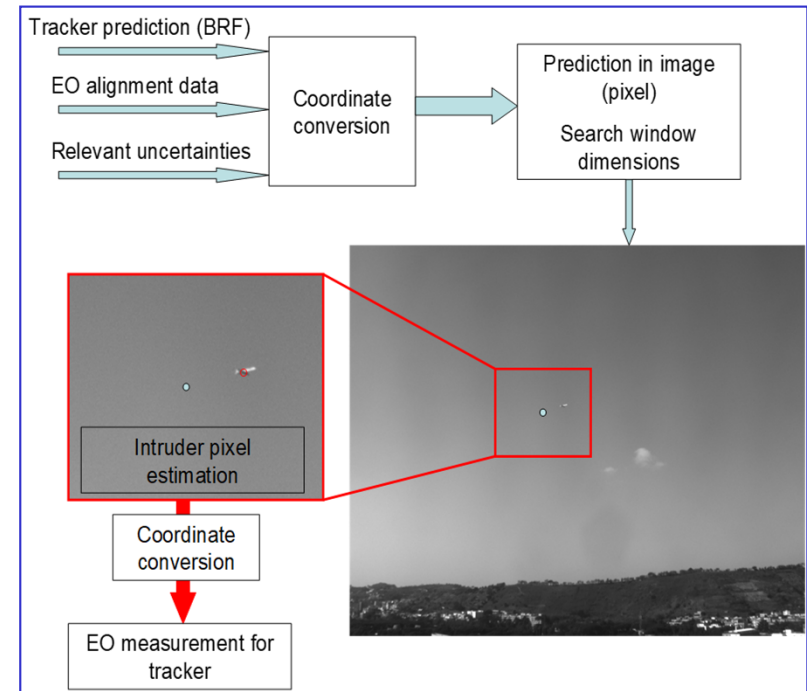 Tracker prediction (BRF)
EO alignment data
Relevant uncertainties
Coordinate
conversion
Prediction in image
(pixel)
Search window
dimensions
Intruder pixel
estimation
Coordinate
conversion
EO measurement for
tracker